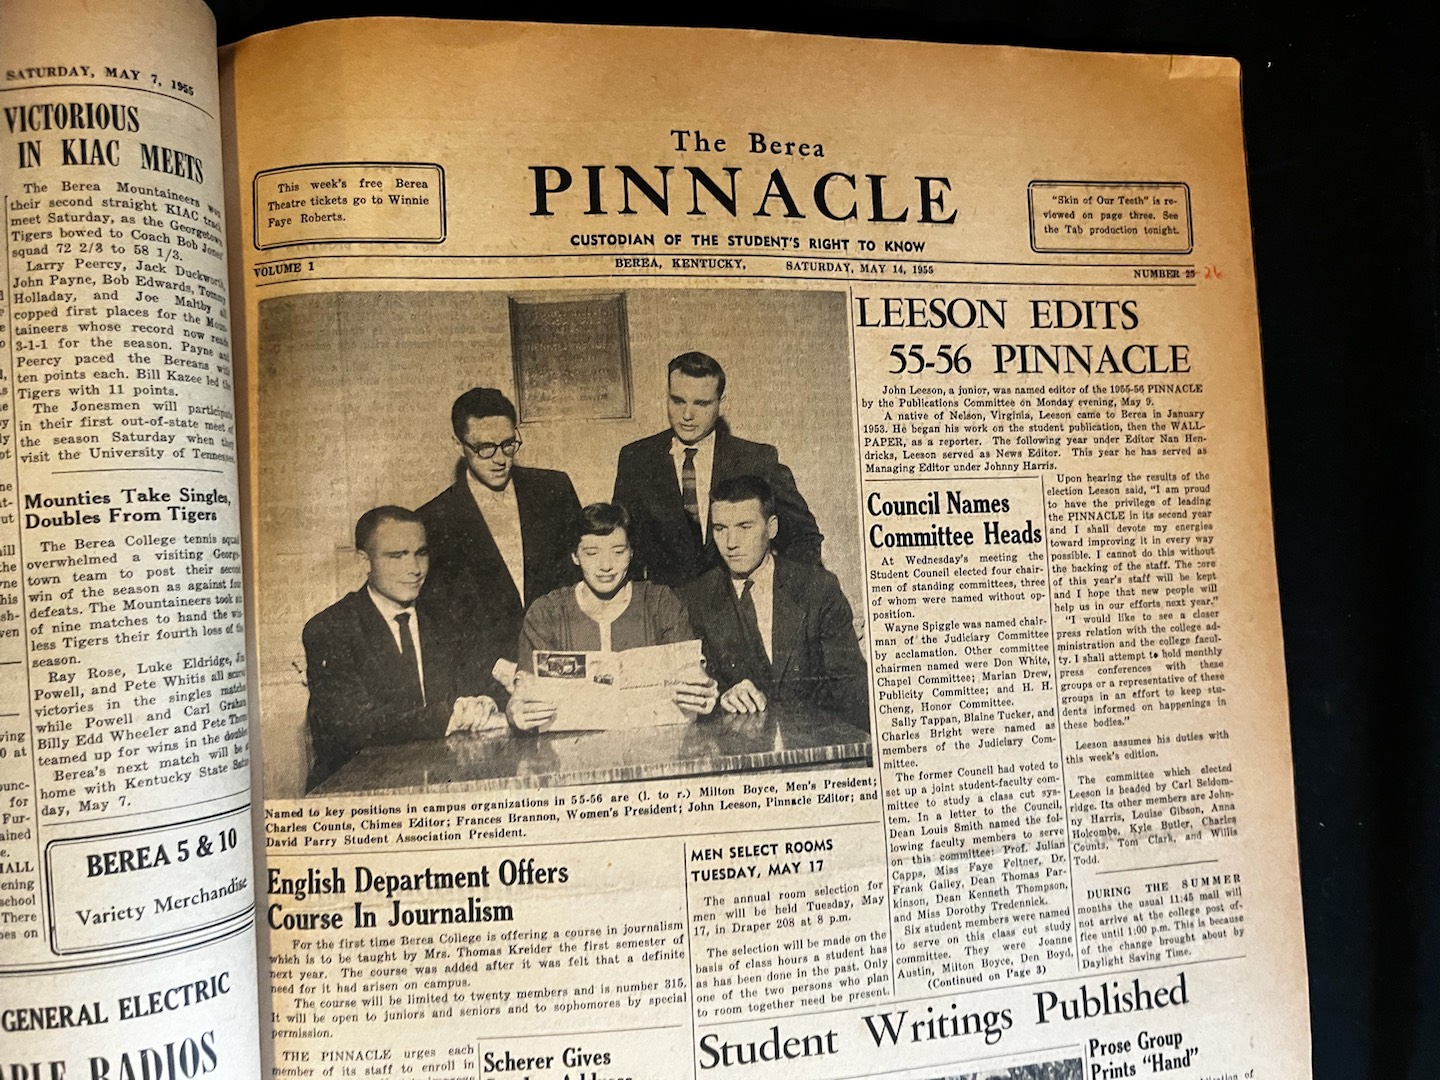 SATURDAY, MAY 7, 1955
VICTORIOUS
IN KIAC MEETS
The Berea Mountaineers
their second straight KIAC
meet Saturday, as the Georgetown
Tigers bowed to Coach Bob
squad 72 2/3 to 58 1/3.
Larry Peercy, Jack Duckworth,
John Payne, Bob Edwards,
Holladay, and Joe Maltby
copped first places for the
taineers whose record now
3-1-1 for the season. Payne
Peercy paced the Bereans
ten points each. Bill Kazee led
Tigers with 11 points.
The Jonesmen will participate
in their first out-of-state meet
the season Saturday when they
visit the University of Tennessee.
Mounties Take Singles,
Doubles From Tigers
The Berea College tennis squad
overwhelmed a visiting
town team to post their second
win of the season as against four
defeats. The Mountaineers took
of nine matches to hand the
less Tigers their fourth loss of the
season.
Ray Rose, Luke Eldridge,
Powell, and Pete Whitis all
victories in the singles matches
while Powell and Carl
Billy Edd Wheeler and Pete
teamed up for wins in the doubles
Berea's next match will be
home with Kentucky State
day, May 7.
BEREA 5 & 10
Variety Merchandise
GENERAL ELECTRIC
RADIOS
The Berea
PINNACLE
CUSTODIAN OF THE STUDENT'S RIGHT TO KNOW
This week's free Berea
Theatre tickets go to Winnie
Faye Roberts.
"Skin of Our Teeth" is re-
viewed on page three. See
the Tab production tonight.
VOLUME 1 BEREA, KENTUCKY, SATURDAY, MAY 14, 1955 NUMBER 25 26
Named to key positions in campus organizations in 55-56 are (l. to r.) Milton Boyce, Men's President;
Charles Counts, Chimes Editor; Frances Brannon, Women's President; John Leeson, Pinnacle Editor; and
David Parry Student Association President.
LEESON EDITS
55-56 PINNACLE
John Leeson, a junior, was named editor of the 1955-56 PINNACLE
by the Publications Committee on Monday evening, May 9.
A native of Nelson, Virginia, Leeson came to Berea in January
1953. He began his work on the student publication, then the WALL-
PAPER, as a reporter. The following year under Editor Nan Hen-
dricks, Leeson served as News Editor. This year he has served as
Managing Editor under Johnny Harris.
Upon hearing the results of the
election Leeson said, "I am proud
to have the privilege of leading
the PINNACLE in its second year
and I shall devote my energies
toward improving it in every way
possible. I cannot do this without
the backing of the staff. The core
of this year's staff will be kept
and I hope that new people will
help us in our efforts next year."
"I would like to see a closer
press relation with the college ad-
ministration and the college facul-
ty. I shall attempt to hold monthly
press conferences with these
groups or a representative of these
groups in an effort to keep stu-
dents informed on happenings in
these bodies."
Leeson assumes his duties with
this week's edition.
The committee which elected
Leeson is headed by Carl Seldom-
ridge. Its other members are John-
ny Harris, Louise Gibson, Anna
Holcombe, Kyle Butler, Charles
Counts, Tom Clark, and Willis
Todd.
DURING THE SUMMER
months the usual 11:45 mail will
not arrive at the college post of-
fice until 1:00 p.m. This is because
of the change brought about by
Daylight Saving Time.
Council Names
Committee Heads
At Wednesday's meeting the
Student Council elected four chair-
men of standing committees, three
of whom were named without op-
position.
Wayne Spiggle was named chair-
man of the Judiciary Committee
by acclamation. Other committee
chairmen named were Don White,
Chapel Committee; Marian Drew,
Publicity Committee; and H. H.
Cheng, Honor Committee.
Sally Tappan, Blaine Tucker, and
Charles Bright were named as
members of the Judiciary Com-
mittee.
The former Council had voted to
set up a joint student-faculty com-
mittee to study a class cut sys-
tem. In a letter to the Council,
Dean Louis Smith named the fol-
lowing faculty members to serve
on this committee: Prof. Julian
Capps, Miss Faye Feltner, Dr.
Frank Gailey, Dean Thomas Par-
kinson, Dean Kenneth Thompson,
and Miss Dorothy Tredennick.
Six student members were named
to serve on this class cut study
committee. They were Joanne
Austin, Milton Boyce, Den Boyd,
(Continued on Page 3)
English Department Offers
Course In Journalism
For the first time Berea College is offering a course in journalism
which is to be taught by Mrs. Thomas Kreider the first semester of
next year. The course was added after it was felt that a definite
need for it had arisen on campus.
The course will be limited to twenty members and is number 315.
It will be open to juniors and seniors and to sophomores by special
permission.
THE PINNACLE urges each
member of its staff to enroll in
Scherer Gives
MEN SELECT ROOMS
TUESDAY, MAY 17
The annual room selection for
men will be held Tuesday, May
17, in Draper 208 at 8 p.m.
The selection will be made on the
basis of class hours a student has
as has been done in the past. Only
one of the two persons who plan
to room together need be present.
Student Writings Published
Prose Group
Prints "Hand"